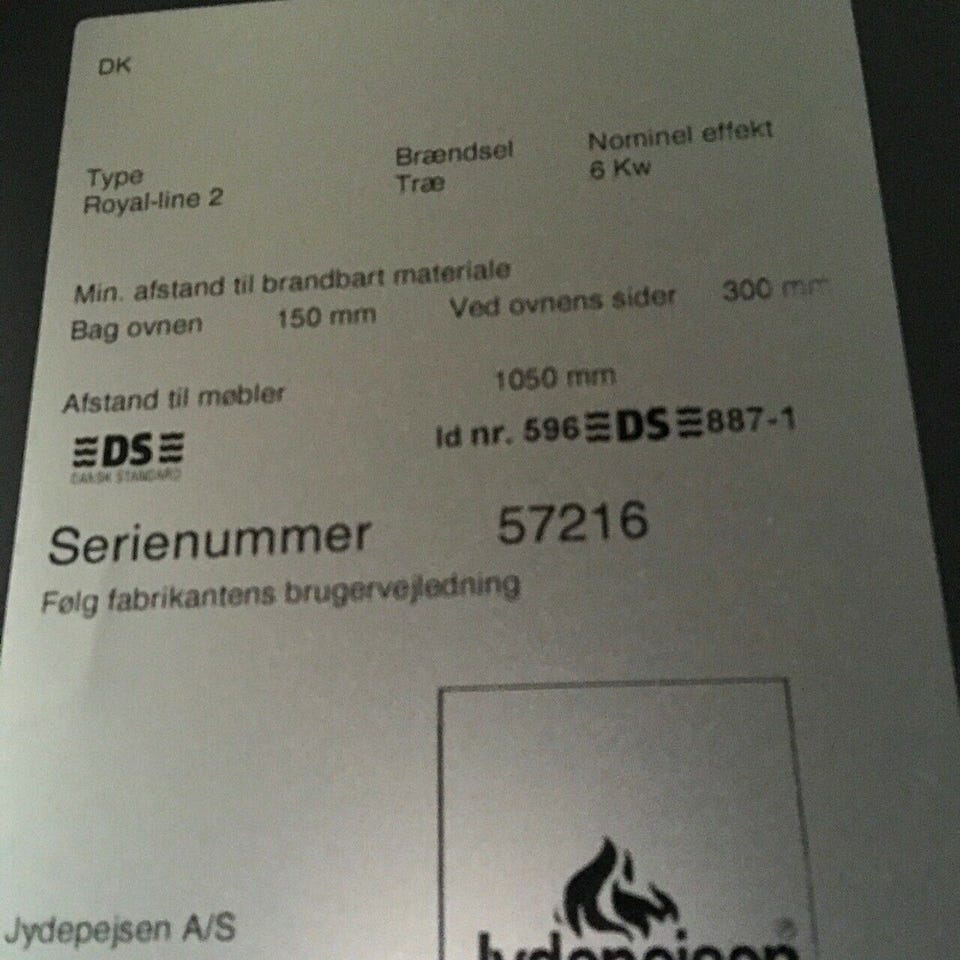 DK
Type Brændsel Nominel effekt
Royal-line 2 Træ 6 Kw
Min. afstand til brandbart materiale
Bag ovnen 150 mm Ved ovnens sider 300 mm
Afstand til møbler 1050 mm
DS Id nr. 596 DS 887-1
DANSK STANDARD
Serienummer 57216
Følg fabrikantens brugervejledning
Jydepejsen A/S
Jydepejsen